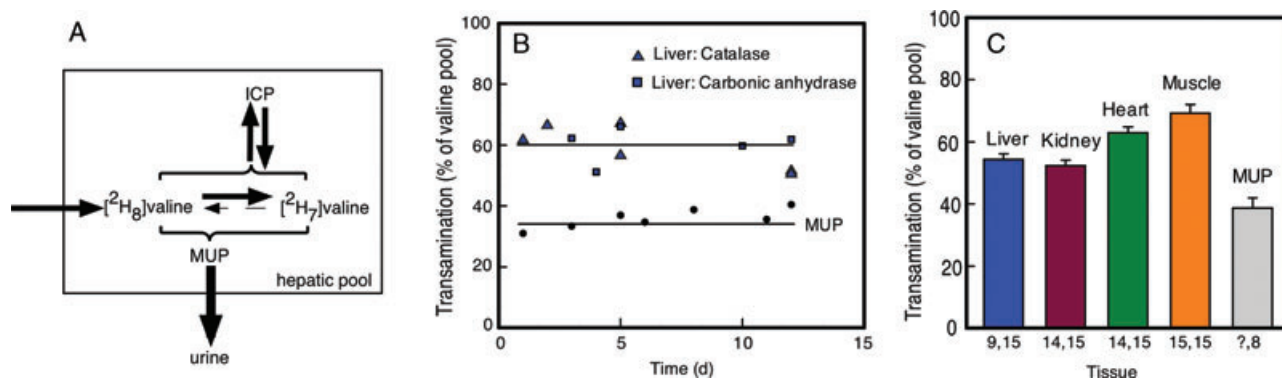 A
ICP
[²H₈]valine
[²H₇]valine
MUP
hepatic pool
urine
B
Transamination (% of valine pool)
100
80
60
40
20
0
Liver: Catalase
Liver: Carbonic anhydrase
MUP
0
5
10
15
Time (d)
C
Transamination (% of valine pool)
100
80
60
40
20
0
Liver
Kidney
Heart
Muscle
MUP
9,15
14,15
14,15
15,15
?,8
Tissue